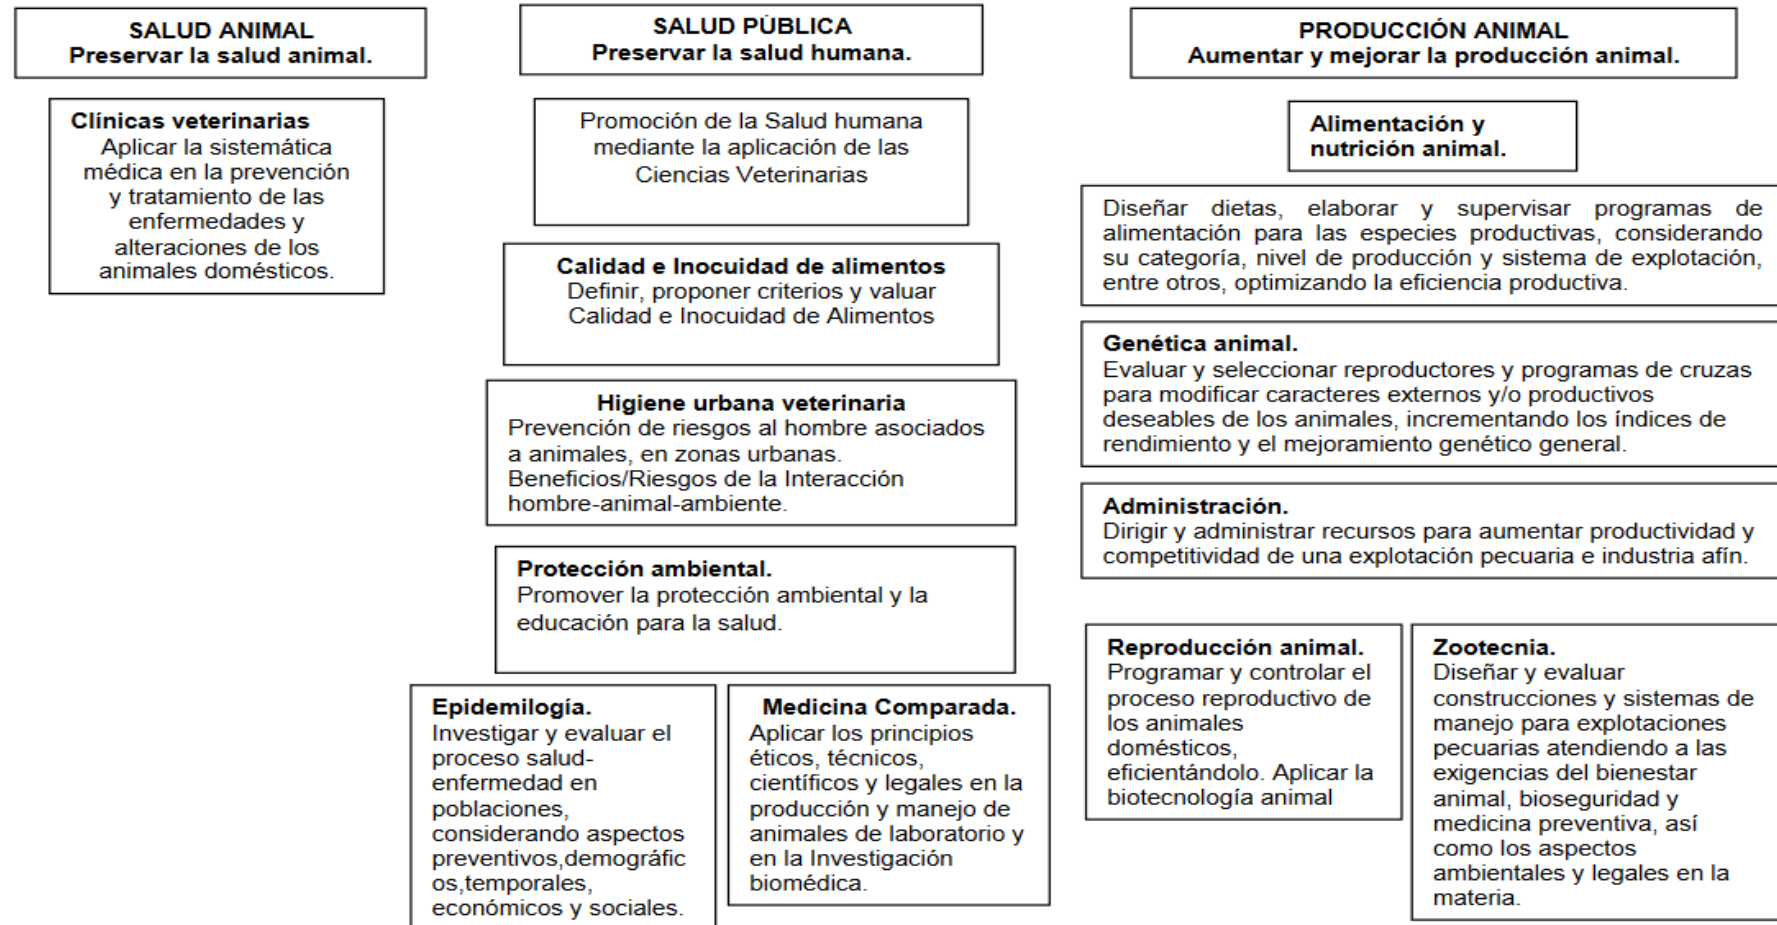 SALUD ANIMAL
Preservar la salud animal.
Clínicas veterinarias
Aplicar la sistemática
médica en la prevención
y tratamiento de las
enfermedades y
alteraciones de los
animales domésticos.
SALUD PÚBLICA
Preservar la salud humana.
Promoción de la Salud humana
mediante la aplicación de las
Ciencias Veterinarias
Calidad e Inocuidad de alimentos
Definir, proponer criterios y valuar
Calidad e Inocuidad de Alimentos
Higiene urbana veterinaria
Prevención de riesgos al hombre asociados
a animales, en zonas urbanas.
Beneficios/Riesgos de la Interacción
hombre-animal-ambiente.
Protección ambiental.
Promover la protección ambiental y la
educación para la salud.
Epidemilogía.
Investigar y evaluar el
proceso salud-
enfermedad en
poblaciones,
considerando aspectos
preventivos,demográfic
os,temporales,
económicos y sociales.
Medicina Comparada.
Aplicar los principios
éticos, técnicos,
científicos y legales en la
producción y manejo de
animales de laboratorio y
en la Investigación
biomédica.
PRODUCCIÓN ANIMAL
Aumentar y mejorar la producción animal.
Alimentación y
nutrición animal.
Diseñar dietas, elaborar y supervisar programas de
alimentación para las especies productivas, considerando
su categoría, nivel de producción y sistema de explotación,
entre otros, optimizando la eficiencia productiva.
Genética animal.
Evaluar y seleccionar reproductores y programas de cruzas
para modificar caracteres externos y/o productivos
deseables de los animales, incrementando los índices de
rendimiento y el mejoramiento genético general.
Administración.
Dirigir y administrar recursos para aumentar productividad y
competitividad de una explotación pecuaria e industria afín.
Reproducción animal.
Programar y controlar el
proceso reproductivo de
los animales
domésticos,
eficientándolo. Aplicar la
biotecnología animal
Zootecnia.
Diseñar y evaluar
construcciones y sistemas de
manejo para explotaciones
pecuarias atendiendo a las
exigencias del bienestar
animal, bioseguridad y
medicina preventiva, así
como los aspectos
ambientales y legales en la
materia.